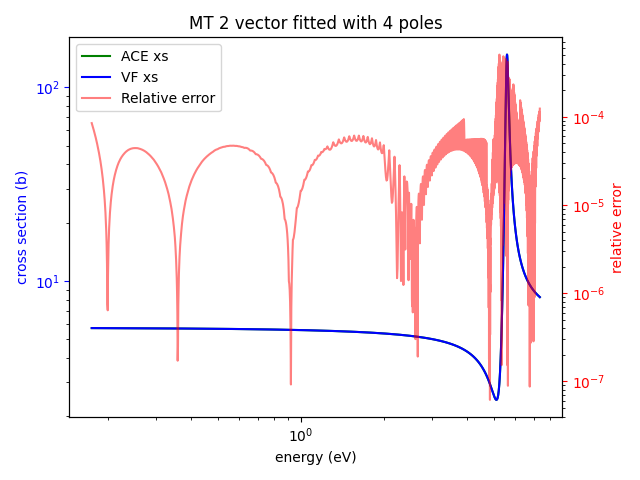 MT 2 vector fitted with 4 poles
ACE xs
VF xs
Relative error
cross section (b)
10²
10¹
relative error
10⁻⁴
10⁻⁵
10⁻⁶
10⁻⁷
10⁰
energy (eV)